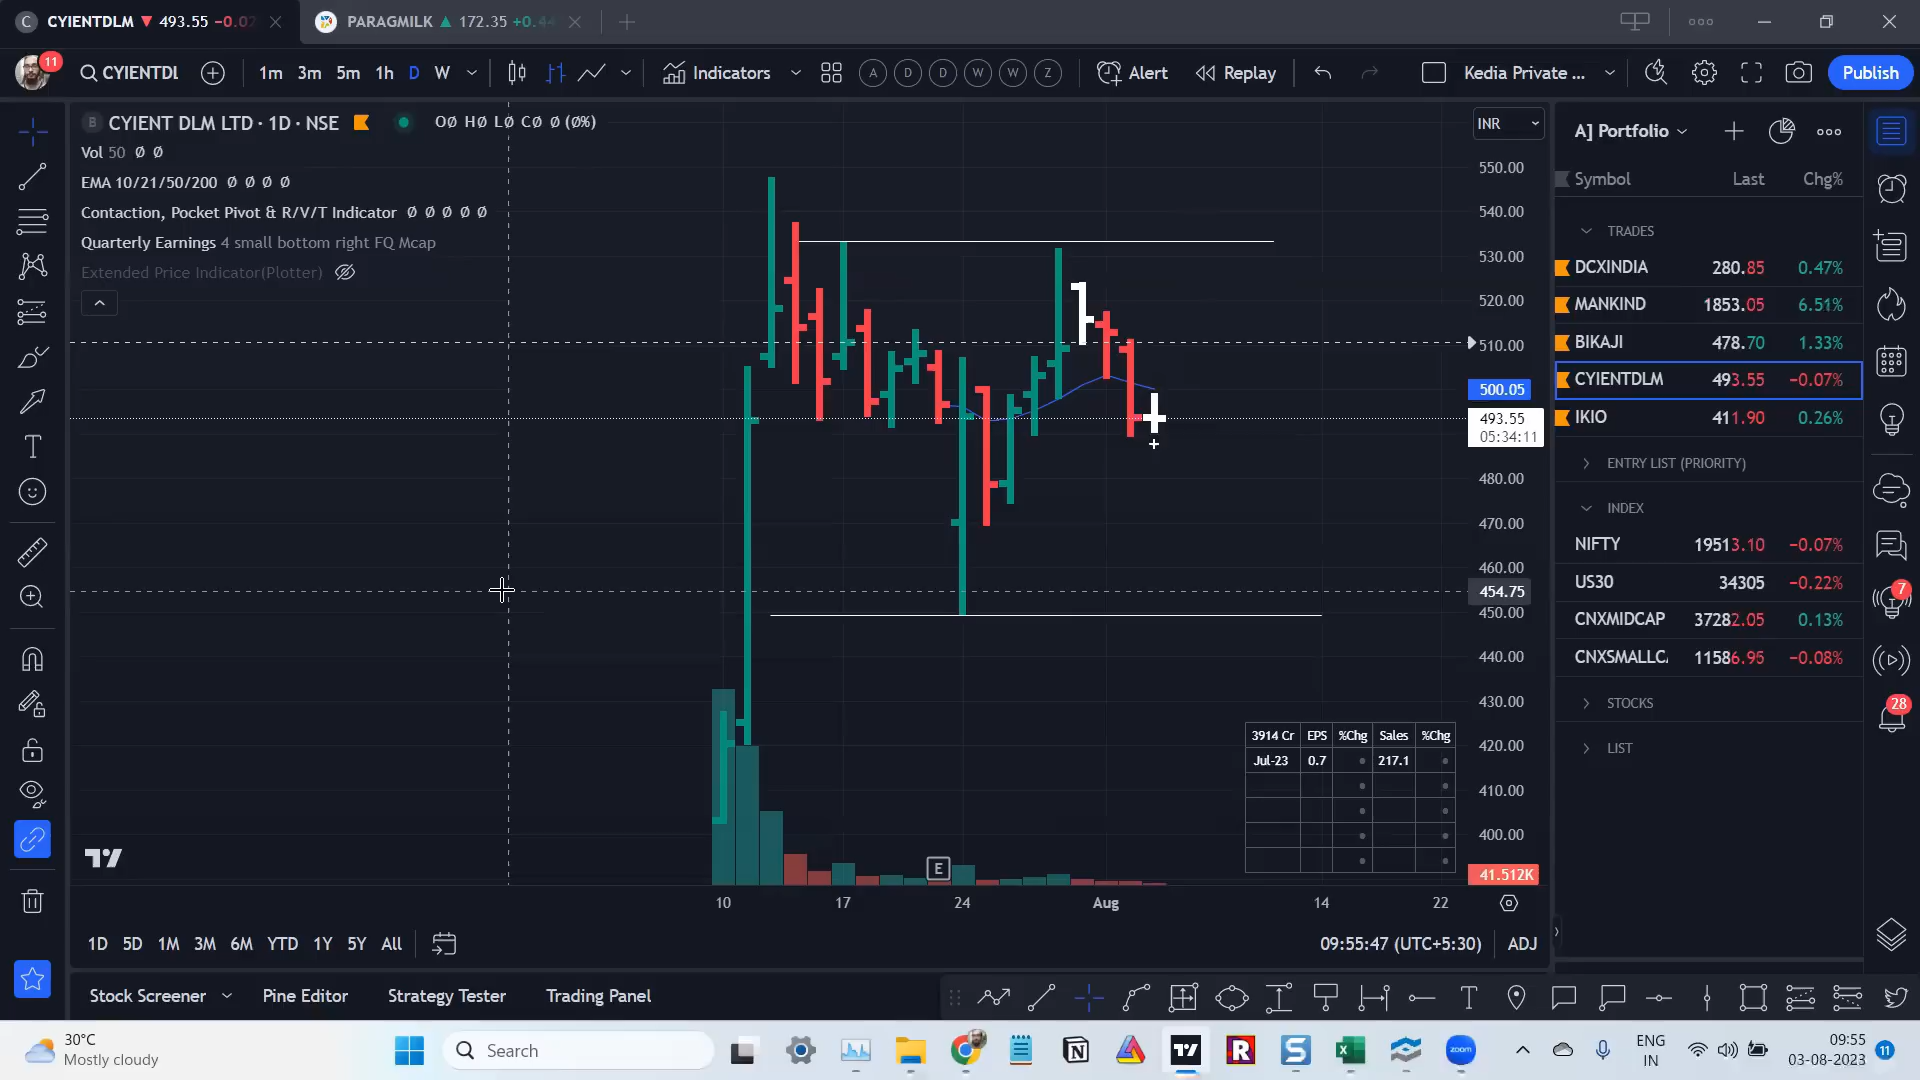 C CYIENTDLM ▼ 493.55 −0.07
PARAGMILK ▲ 172.35 +0.44
11
CYIENTDL
1m 3m 5m 1h D W
Indicators
A D D W W Z
Alert
Replay
Kedia Private ...
Publish
B CYIENT DLM LTD · 1D · NSE
OØ HØ LØ CØ Ø (Ø%)
Vol 50 Ø Ø
EMA 10/21/50/200 Ø Ø Ø Ø
Contaction, Pocket Pivot & R/V/T Indicator Ø Ø Ø Ø Ø
Quarterly Earnings 4 small bottom right FQ Mcap
Extended Price Indicator(Plotter)
INR
550.00
540.00
530.00
520.00
510.00
500.05
493.55
05:34:11
480.00
470.00
460.00
454.75
450.00
440.00
430.00
420.00
410.00
400.00
41.512K
3914 Cr EPS %Chg Sales %Chg
Jul-23 0.7 217.1
E
10 17 24 Aug 14 22
1D 5D 1M 3M 6M YTD 1Y 5Y All
09:55:47 (UTC+5:30) ADJ
Stock Screener
Pine Editor
Strategy Tester
Trading Panel
A] Portfolio
Symbol Last Chg%
TRADES
DCXINDIA 280.85 0.47%
MANKIND 1853.05 6.51%
BIKAJI 478.70 1.33%
CYIENTDLM 493.55 −0.07%
IKIO 411.90 0.26%
ENTRY LIST (PRIORITY)
INDEX
NIFTY 19513.10 −0.07%
US30 34305 −0.22%
CNXMIDCAP 37282.05 0.13%
CNXSMALLC 11586.95 −0.08%
STOCKS
LIST
7
28
30°C
Mostly cloudy
Search
zoom
ENG
IN
09:55
03-08-2023
11